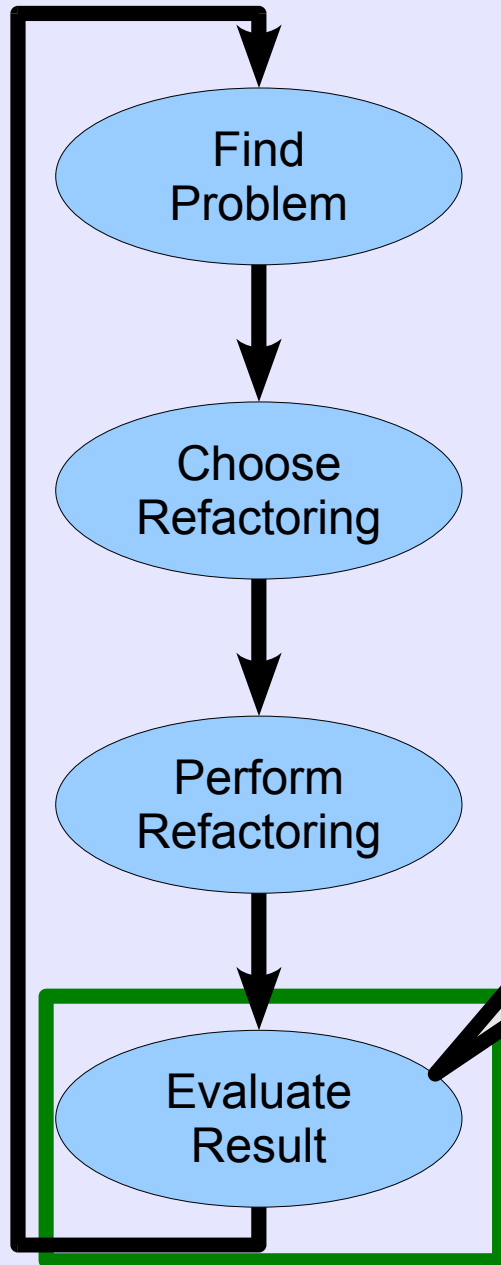 Find
Problem
Choose
Refactoring
Perform
Refactoring
Evaluate
Result